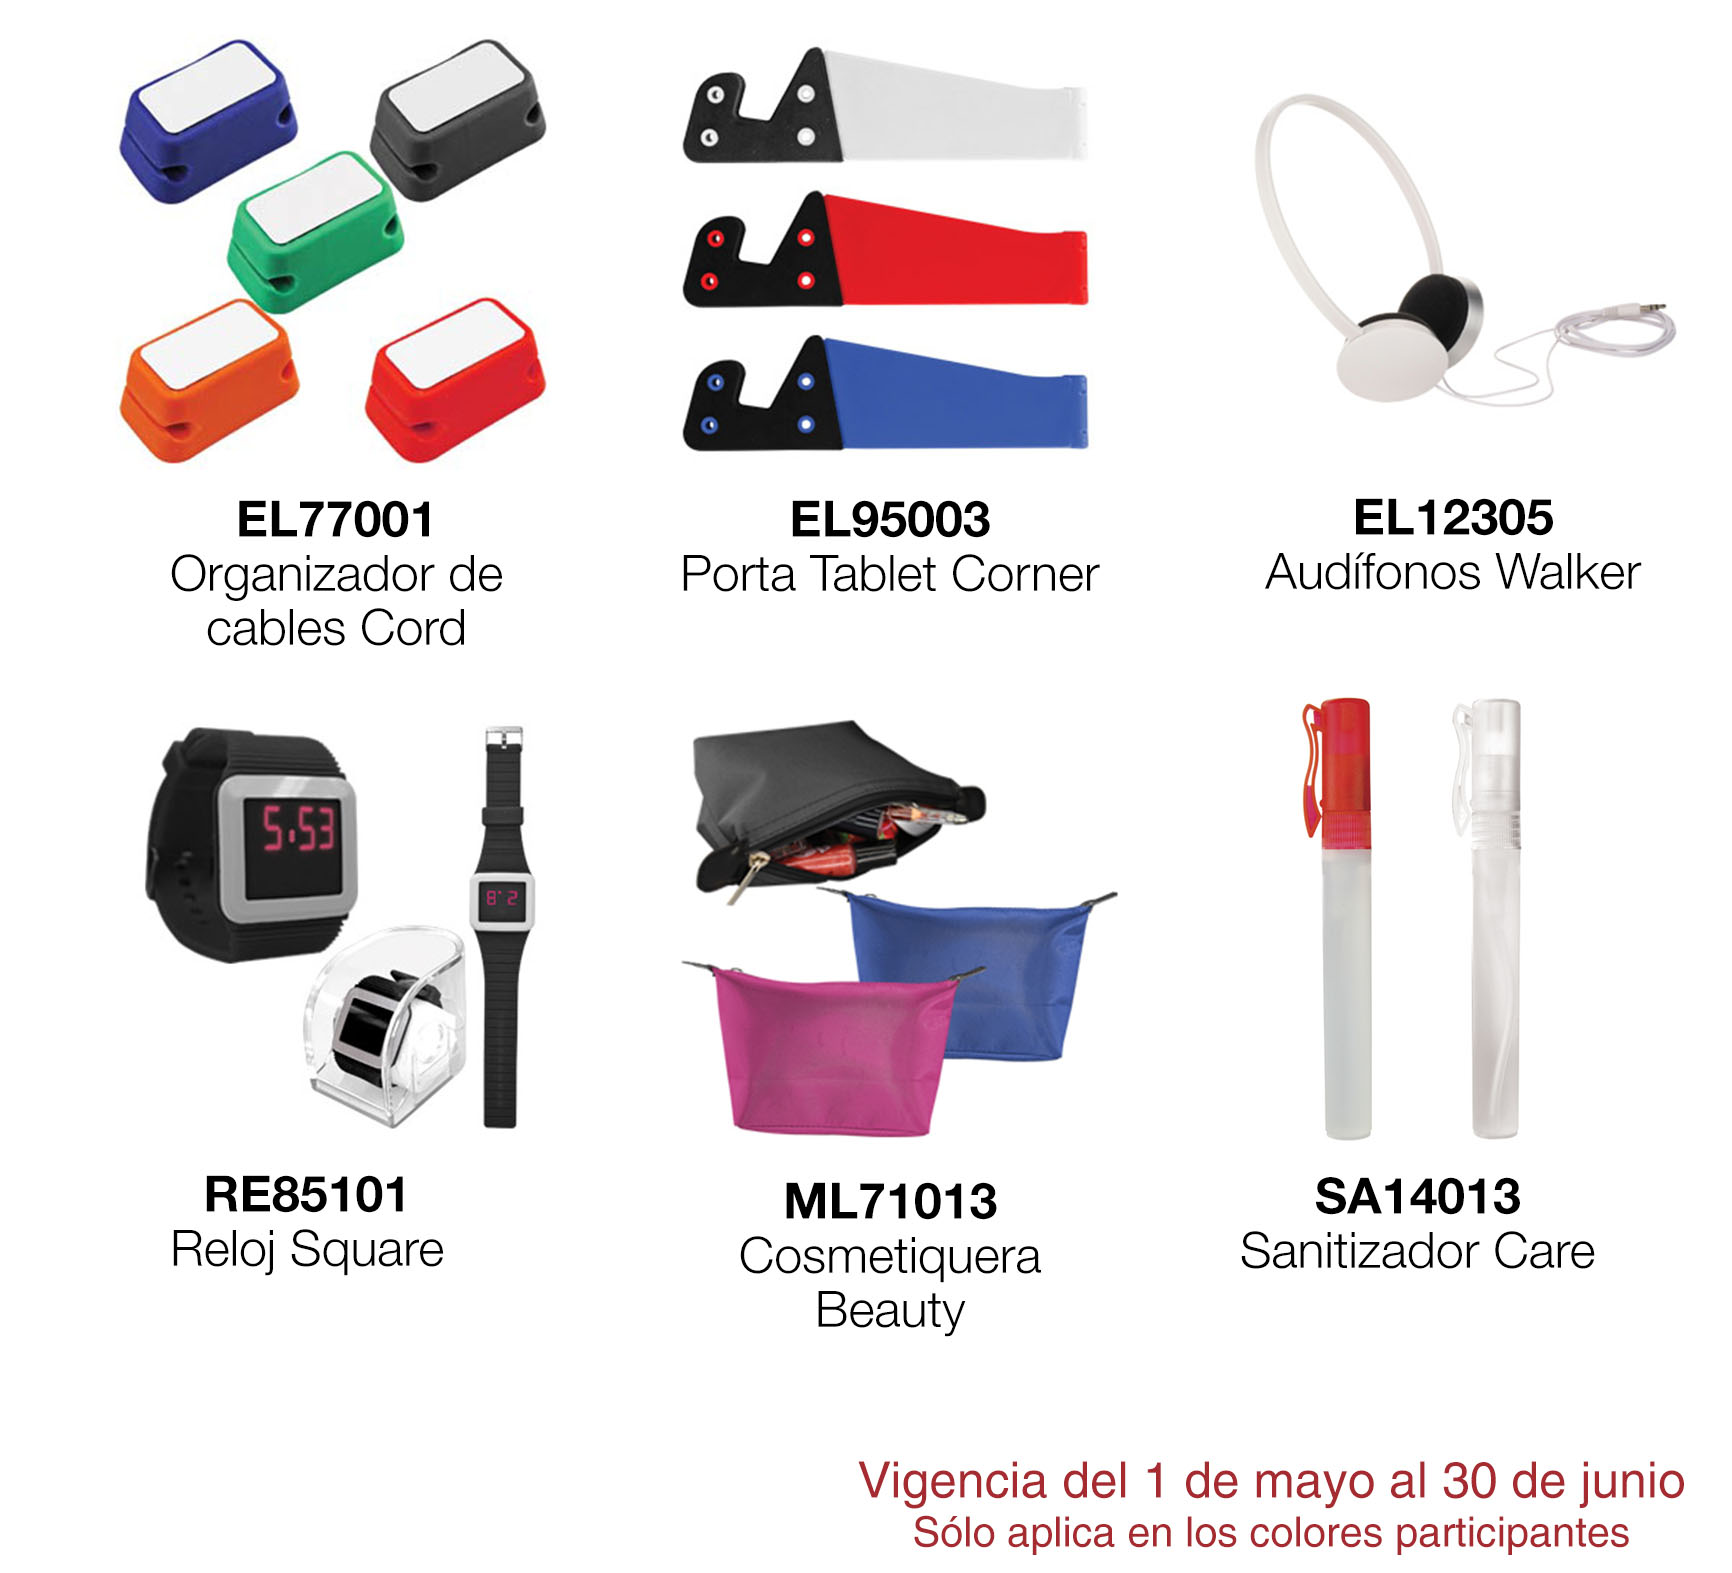 EL77001
Organizador de
cables Cord
EL95003
Porta Tablet Corner
EL12305
Audífonos Walker
5:53
8:2
RE85101
Reloj Square
ML71013
Cosmetiquera
Beauty
SA14013
Sanitizador Care
Vigencia del 1 de mayo al 30 de junio
Sólo aplica en los colores participantes